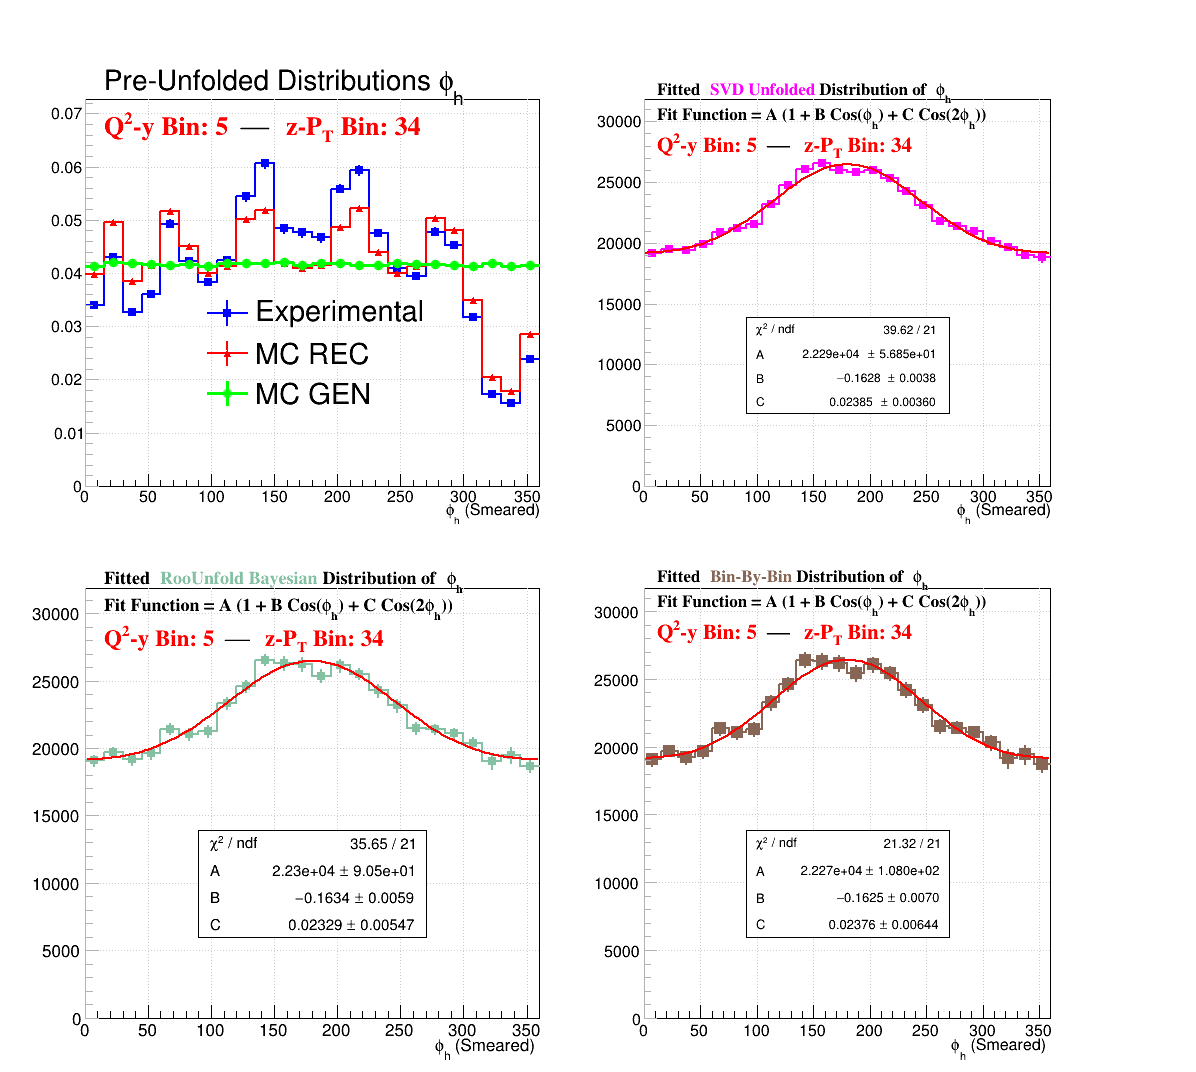 Pre-Unfolded Distributions ϕh
Q2-y Bin: 5 — z-PT Bin: 34
0.07
0.06
0.05
0.04
0.03
0.02
0.01
0
Experimental
MC REC
MC GEN
0 50 100 150 200 250 300 350
ϕh (Smeared)
Fitted SVD Unfolded Distribution of ϕh
Fit Function = A (1 + B Cos(ϕh) + C Cos(2ϕh))
Q2-y Bin: 5 — z-PT Bin: 34
30000
25000
20000
15000
10000
5000
0
χ2 / ndf 39.62 / 21
A 2.229e+04 ± 5.685e+01
B −0.1628 ± 0.0038
C 0.02385 ± 0.00360
0 50 100 150 200 250 300 350
ϕh (Smeared)
Fitted RooUnfold Bayesian Distribution of ϕh
Fit Function = A (1 + B Cos(ϕh) + C Cos(2ϕh))
Q2-y Bin: 5 — z-PT Bin: 34
30000
25000
20000
15000
10000
5000
0
χ2 / ndf 35.65 / 21
A 2.23e+04 ± 9.05e+01
B −0.1634 ± 0.0059
C 0.02329 ± 0.00547
0 50 100 150 200 250 300 350
ϕh (Smeared)
Fitted Bin-By-Bin Distribution of ϕh
Fit Function = A (1 + B Cos(ϕh) + C Cos(2ϕh))
Q2-y Bin: 5 — z-PT Bin: 34
30000
25000
20000
15000
10000
5000
0
χ2 / ndf 21.32 / 21
A 2.227e+04 ± 1.080e+02
B −0.1625 ± 0.0070
C 0.02376 ± 0.00644
0 50 100 150 200 250 300 350
ϕh (Smeared)